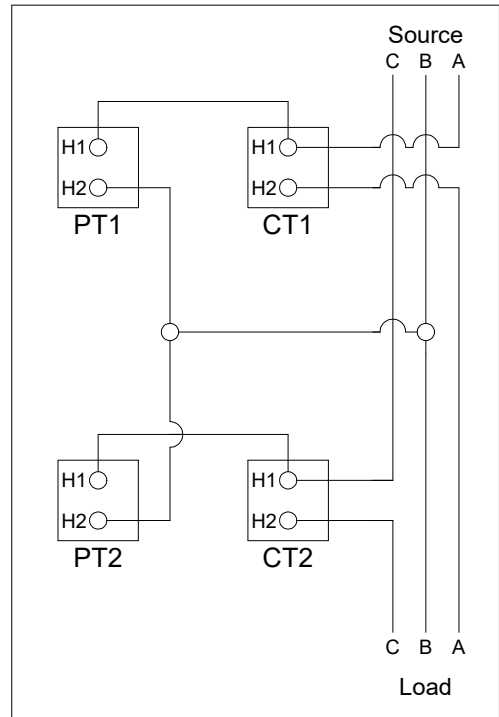 Source
C B A
H1 H1
H2 H2
PT1 CT1
H1 H1
H2 H2
PT2 CT2
C B A
Load